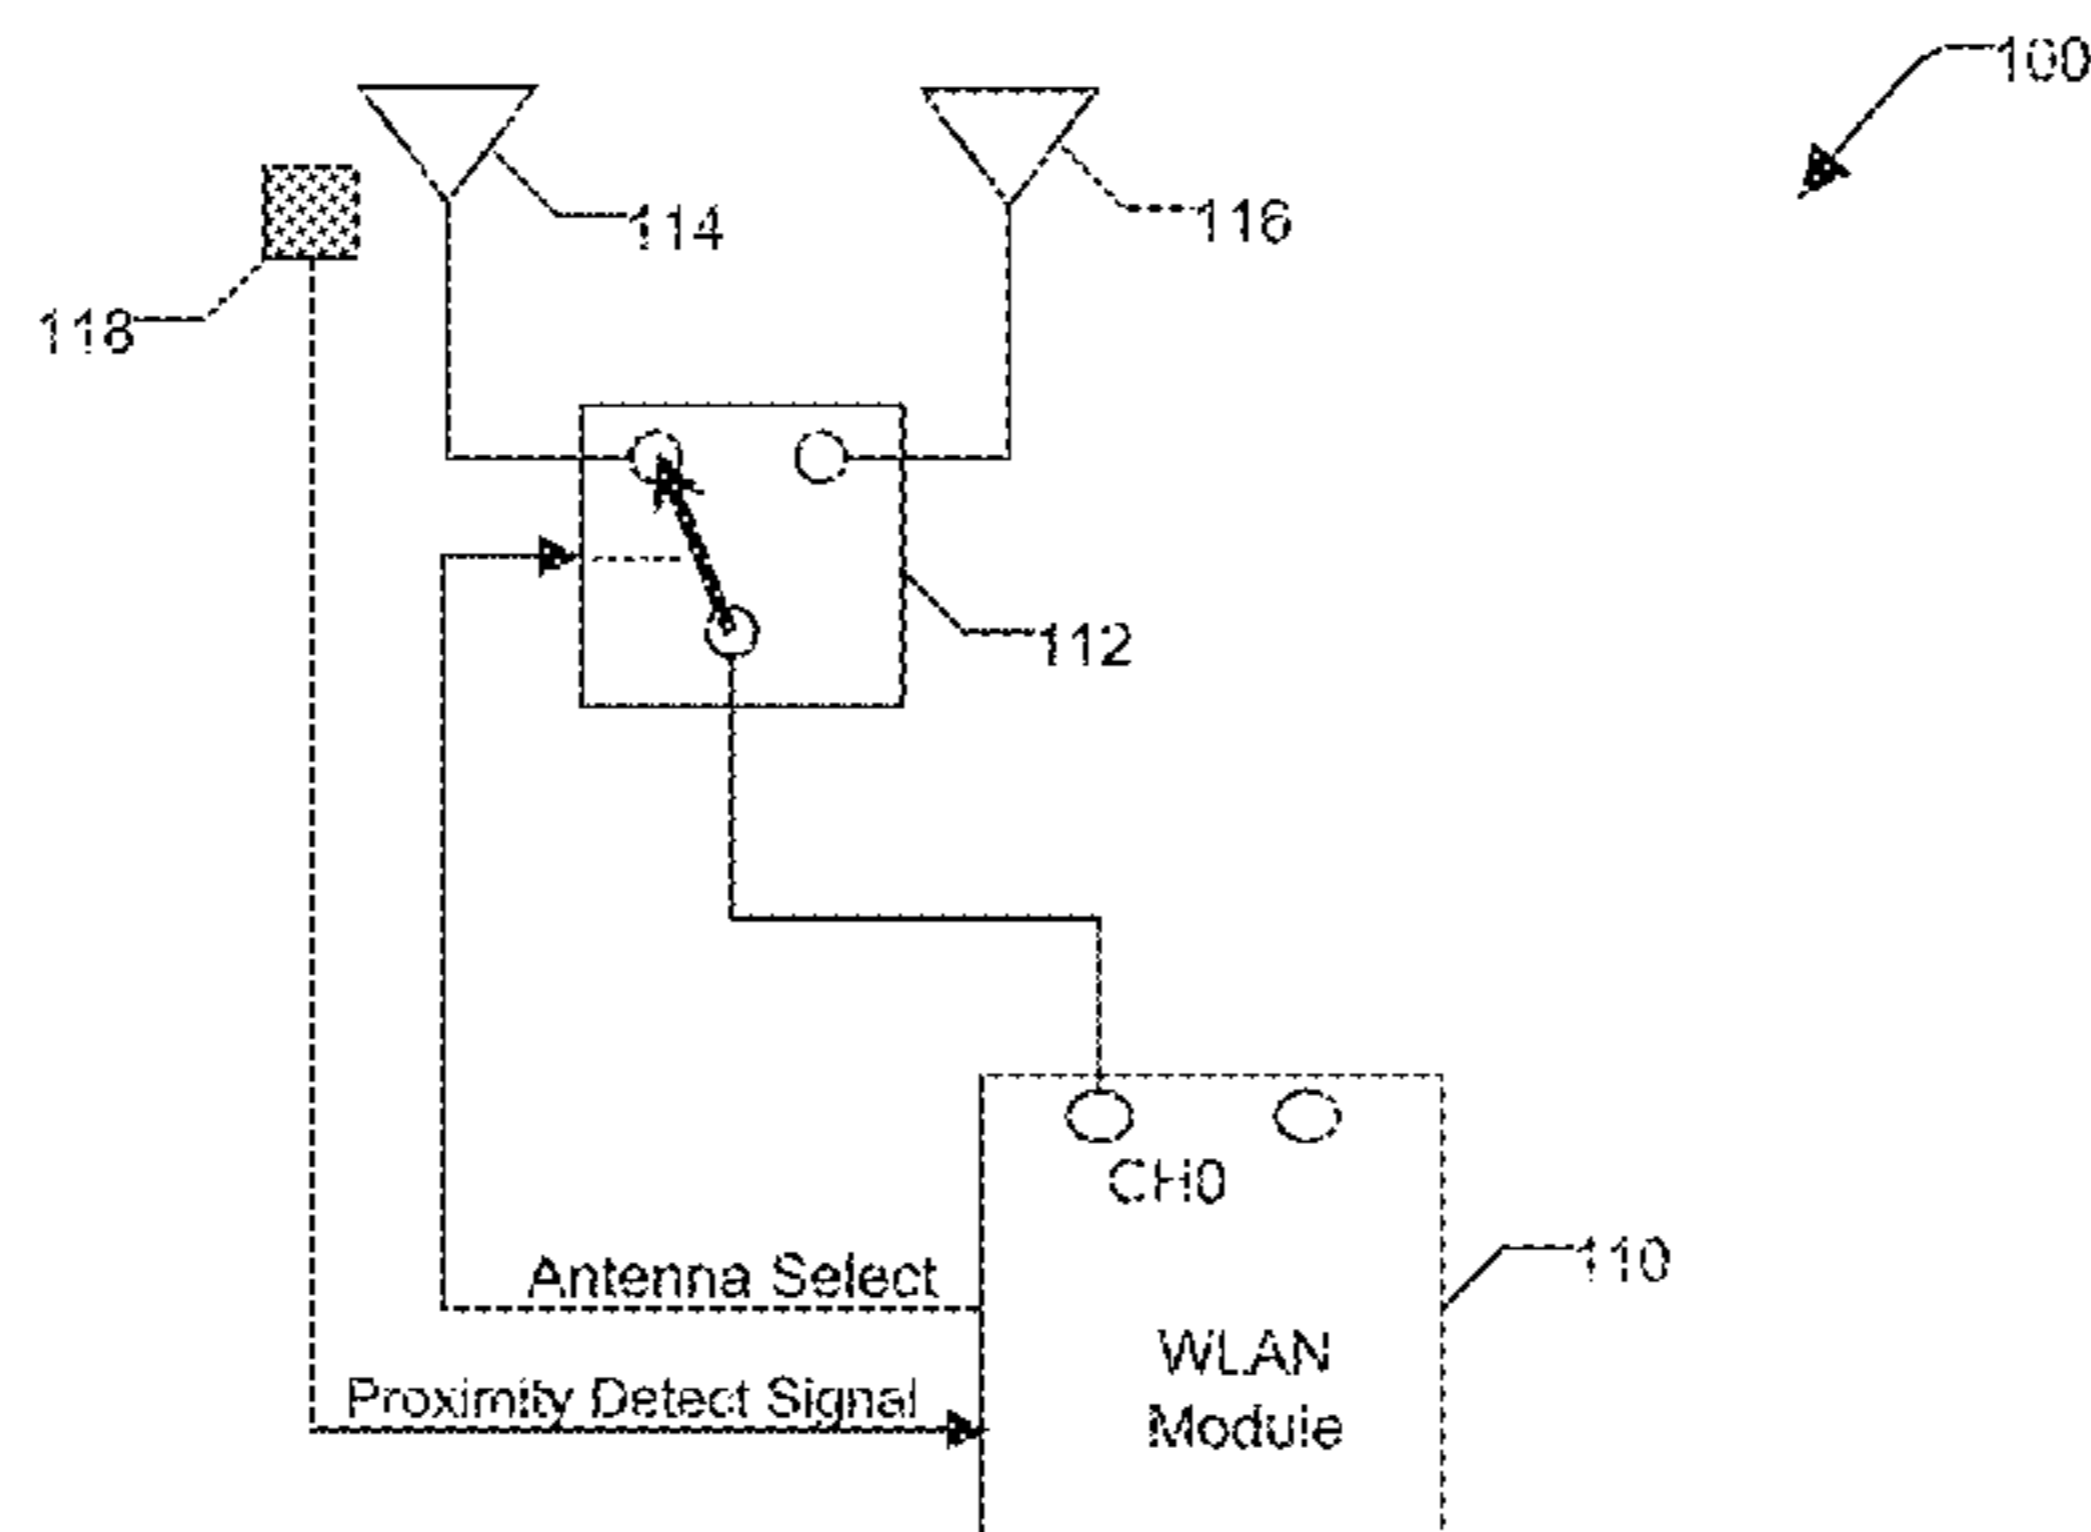 100
114
116
118
112
CH0
110
Antenna Select
WLAN
Module
Proximity Detect Signal